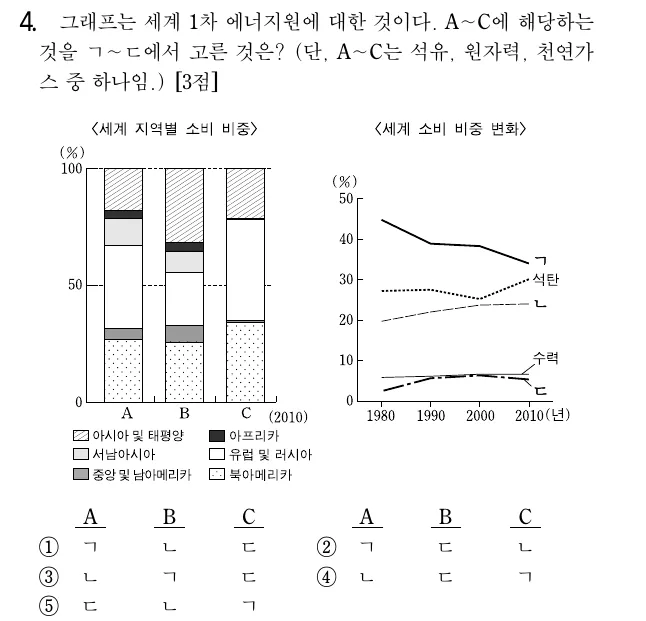 4. 그래프는 세계 1차 에너지원에 대한 것이다. A~C에 해당하는
것을 ㄱ~ㄷ에서 고른 것은? (단, A~C는 석유, 원자력, 천연가
스 중 하나임.) [3점]
<세계 지역별 소비 비중>
(%)
100
50
0
A B C (2010)
아시아 및 태평양 아프리카
서남아시아 유럽 및 러시아
중앙 및 남아메리카 북아메리카
<세계 소비 비중 변화>
(%)
50
40
30
20
10
0
ㄱ
석탄
ㄴ
수력
ㄷ
1980 1990 2000 2010(년)
A B C A B C
① ㄱ ㄴ ㄷ ② ㄱ ㄷ ㄴ
③ ㄴ ㄱ ㄷ ④ ㄴ ㄷ ㄱ
⑤ ㄷ ㄴ ㄱ